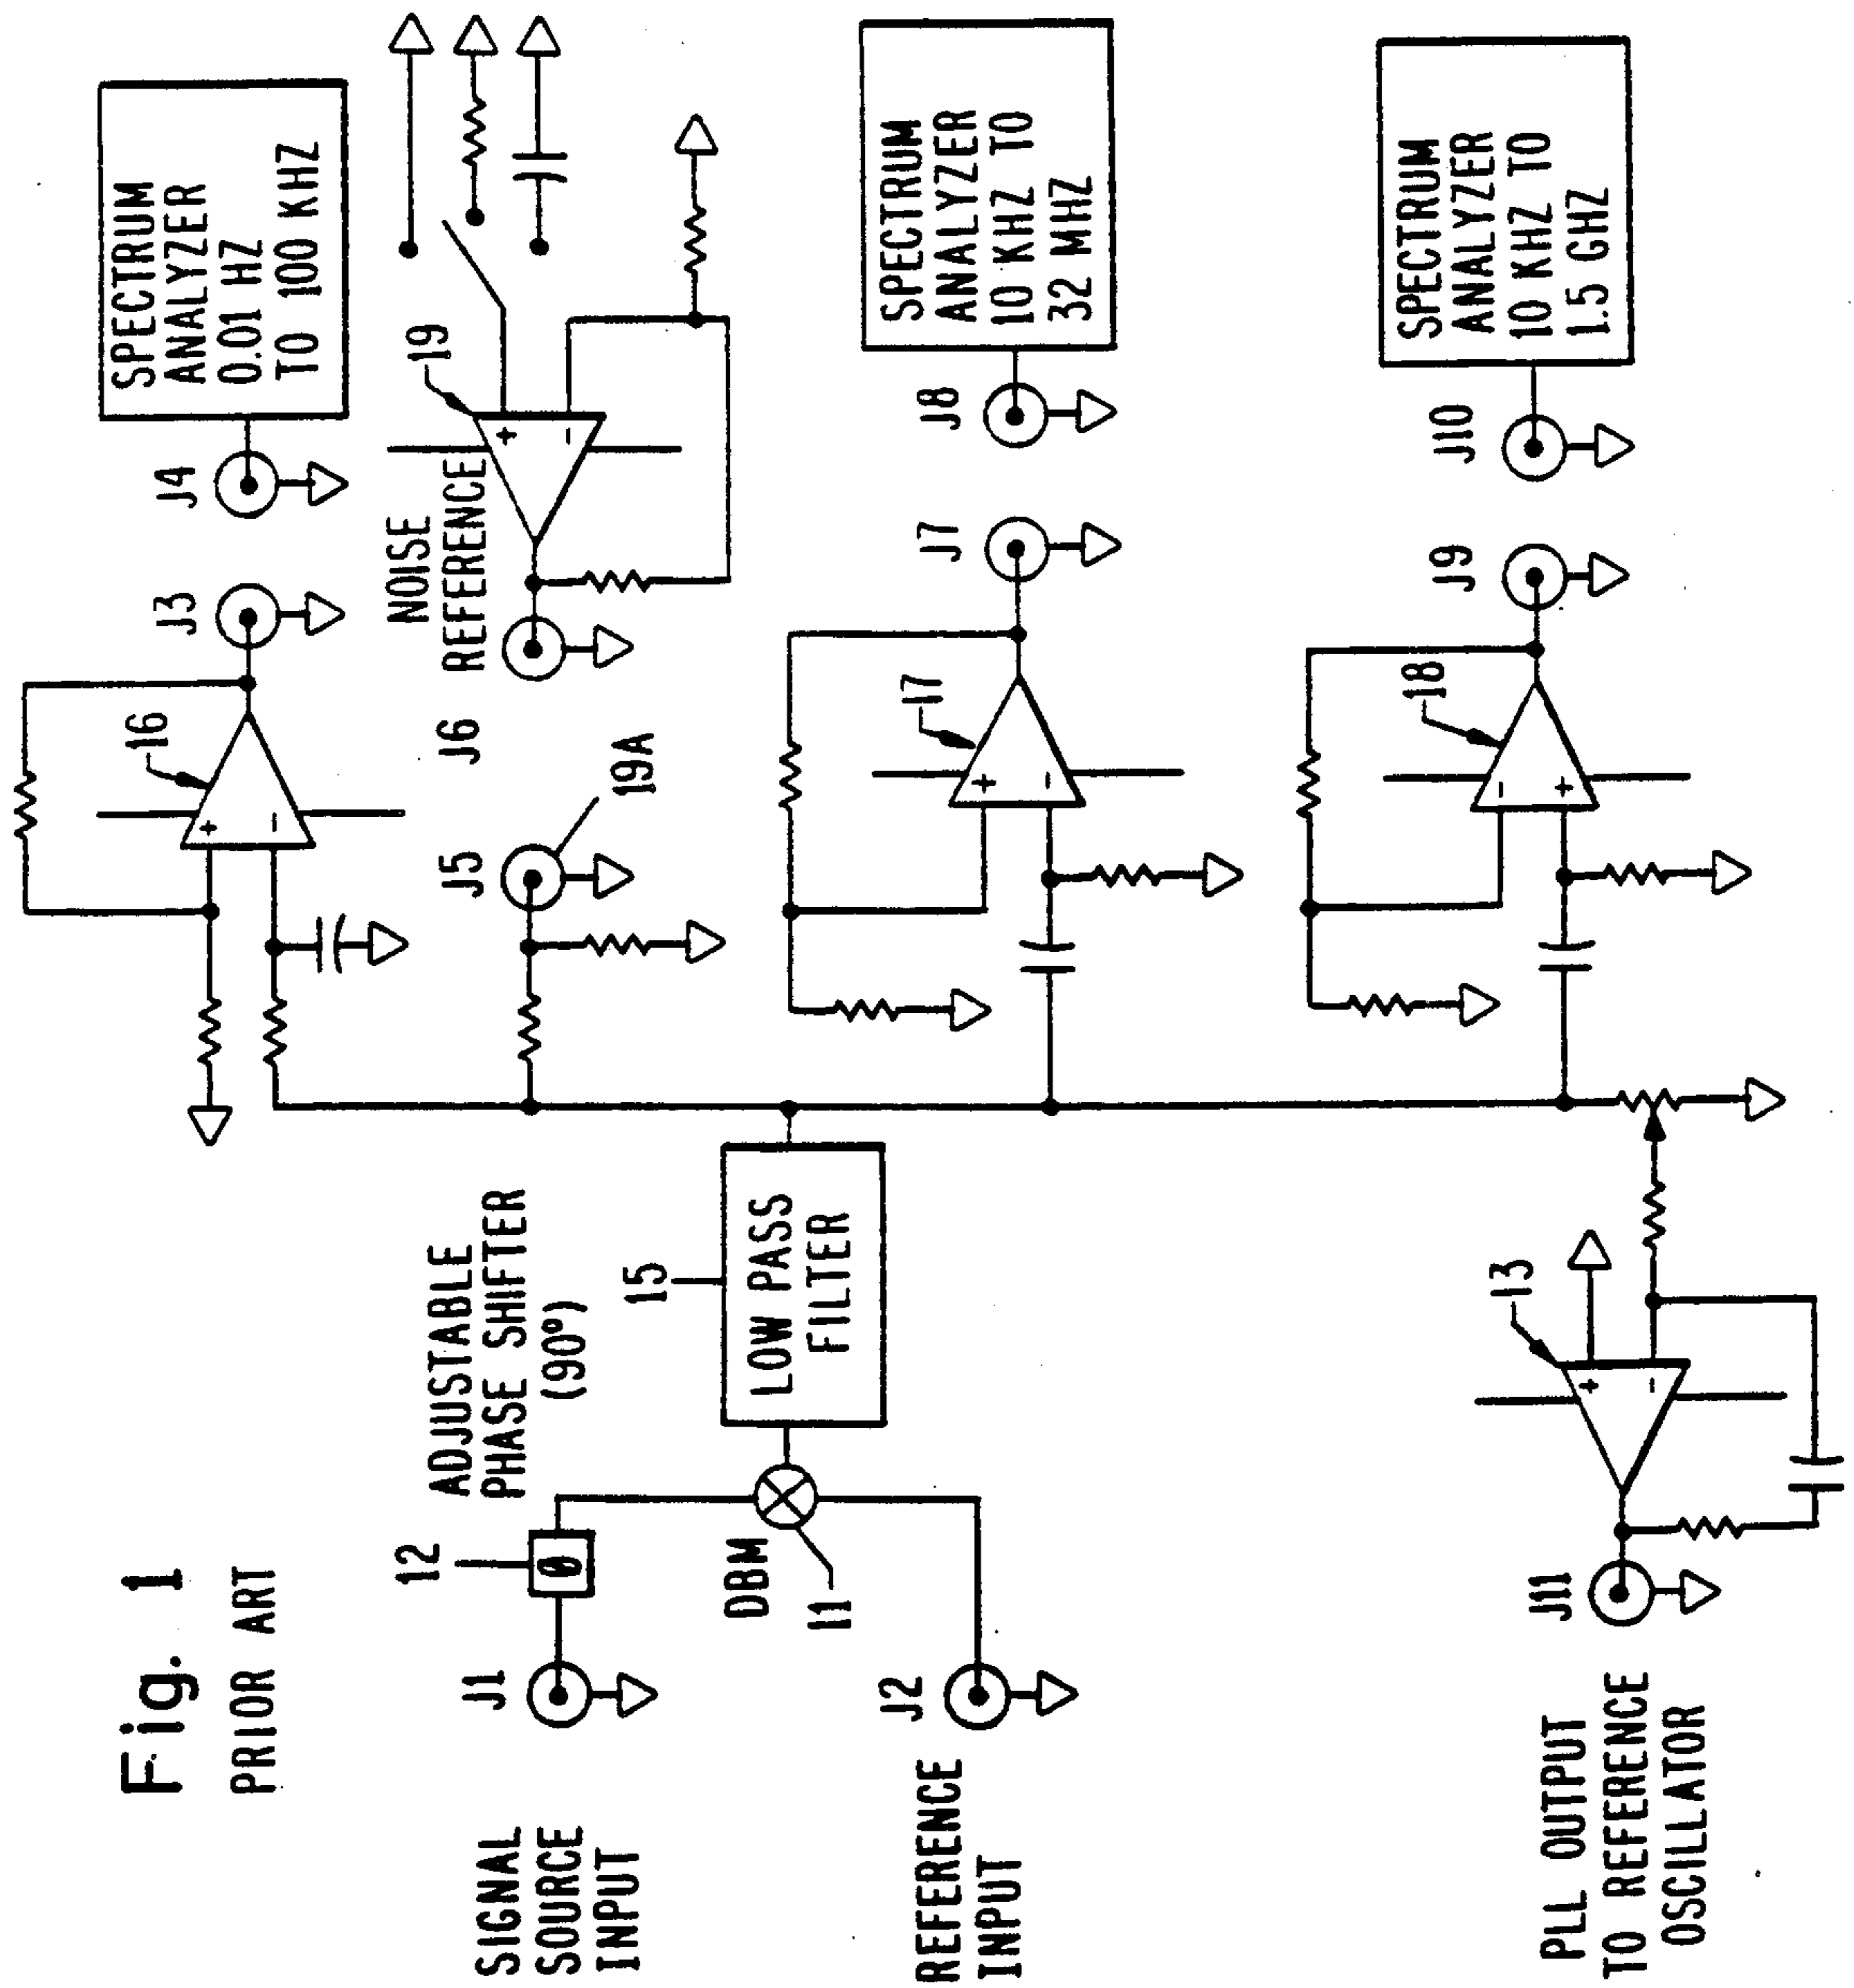 Fig. 1
PRIOR ART
SIGNAL
SOURCE
INPUT
J1
12
ADJUSTABLE
PHASE SHIFTER
(90°)
Ø
DBM
11
REFERENCE
INPUT
J2
15
LOW PASS
FILTER
PLL OUTPUT
TO REFERENCE
OSCILLATOR
J11
13
+
-
16
+
-
J3
J4
SPECTRUM
ANALYZER
0.01 HZ
TO 100 KHZ
J5
19A
J6
NOISE
REFERENCE
19
+
-
17
+
-
J7
J8
SPECTRUM
ANALYZER
10 KHZ TO
32 MHZ
18
-
+
J9
J10
SPECTRUM
ANALYZER
10 KHZ TO
1.5 GHZ